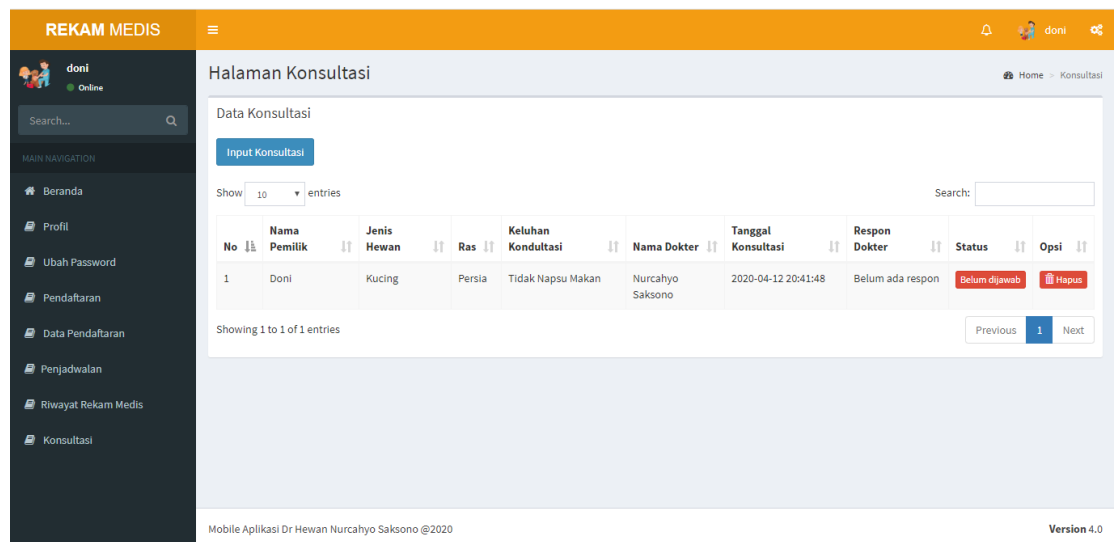 REKAM MEDIS
doni
doni
Online
Halaman Konsultasi
Home > Konsultasi
Search...
Data Konsultasi
MAIN NAVIGATION
Input Konsultasi
Beranda
Show 10 entries
Search:
Profil
No
Nama Pemilik
Jenis Hewan
Ras
Keluhan Kondultasi
Nama Dokter
Tanggal Konsultasi
Respon Dokter
Status
Opsi
Ubah Password
1
Doni
Kucing
Persia
Tidak Napsu Makan
Nurcahyo Saksono
2020-04-12 20:41:48
Belum ada respon
Belum dijawab
Hapus
Pendaftaran
Data Pendaftaran
Showing 1 to 1 of 1 entries
Previous 1 Next
Penjadwalan
Riwayat Rekam Medis
Konsultasi
Mobile Aplikasi Dr Hewan Nurcahyo Saksono @2020
Version 4.0